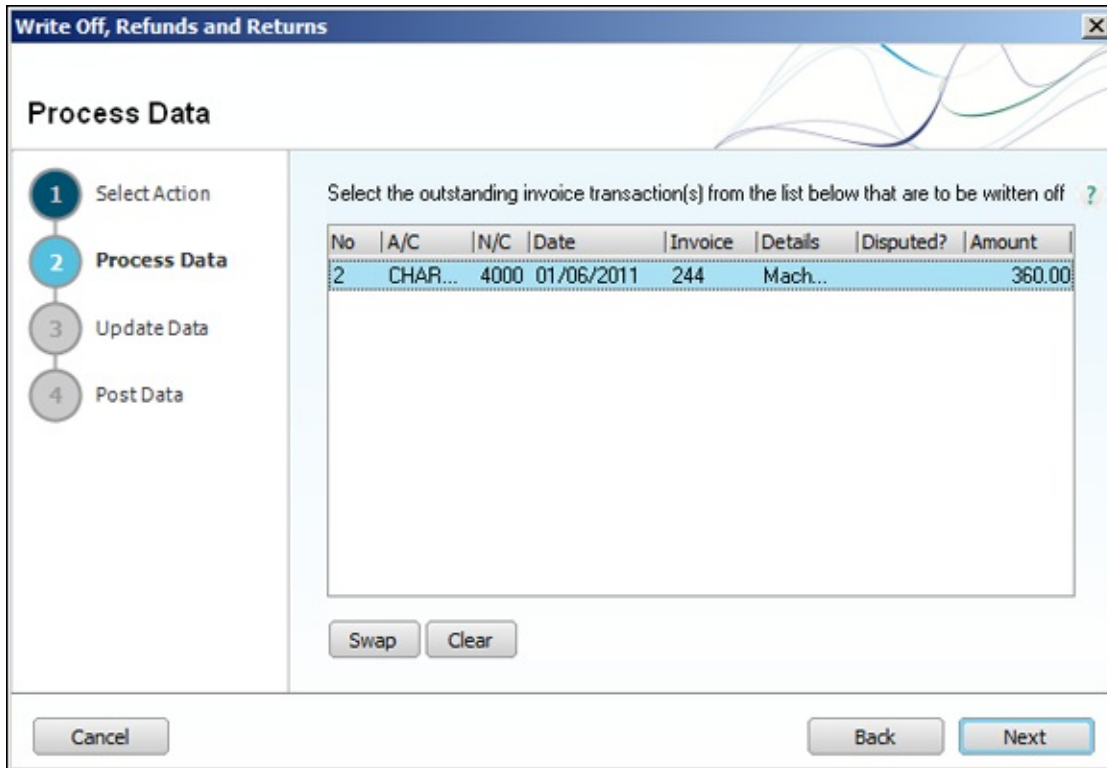 Write Off, Refunds and Returns
Process Data
1 Select Action
2 Process Data
3 Update Data
4 Post Data
Select the outstanding invoice transaction(s) from the list below that are to be written off ?
No A/C N/C Date Invoice Details Disputed? Amount
2 CHAR... 4000 01/06/2011 244 Mach... 360.00
Swap Clear
Cancel Back Next